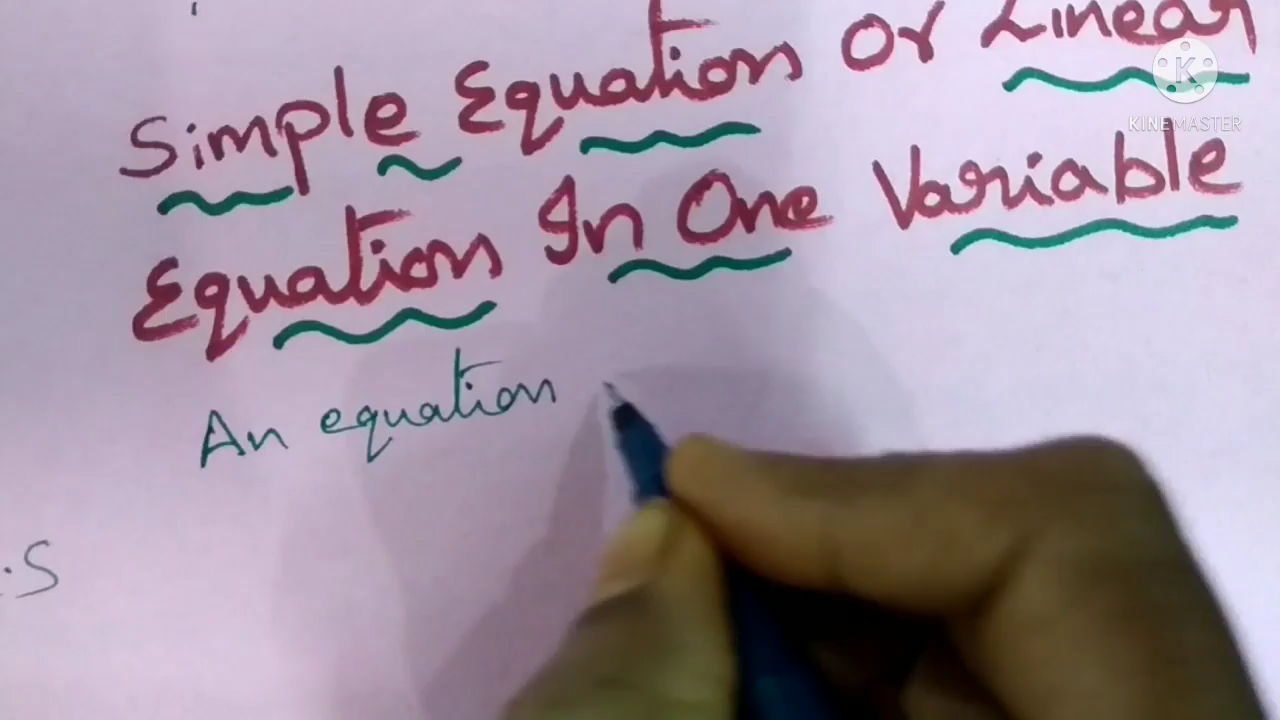 Simple Equation Or Linear
KINEMASTER
Equation In One Variable
An equation
.S